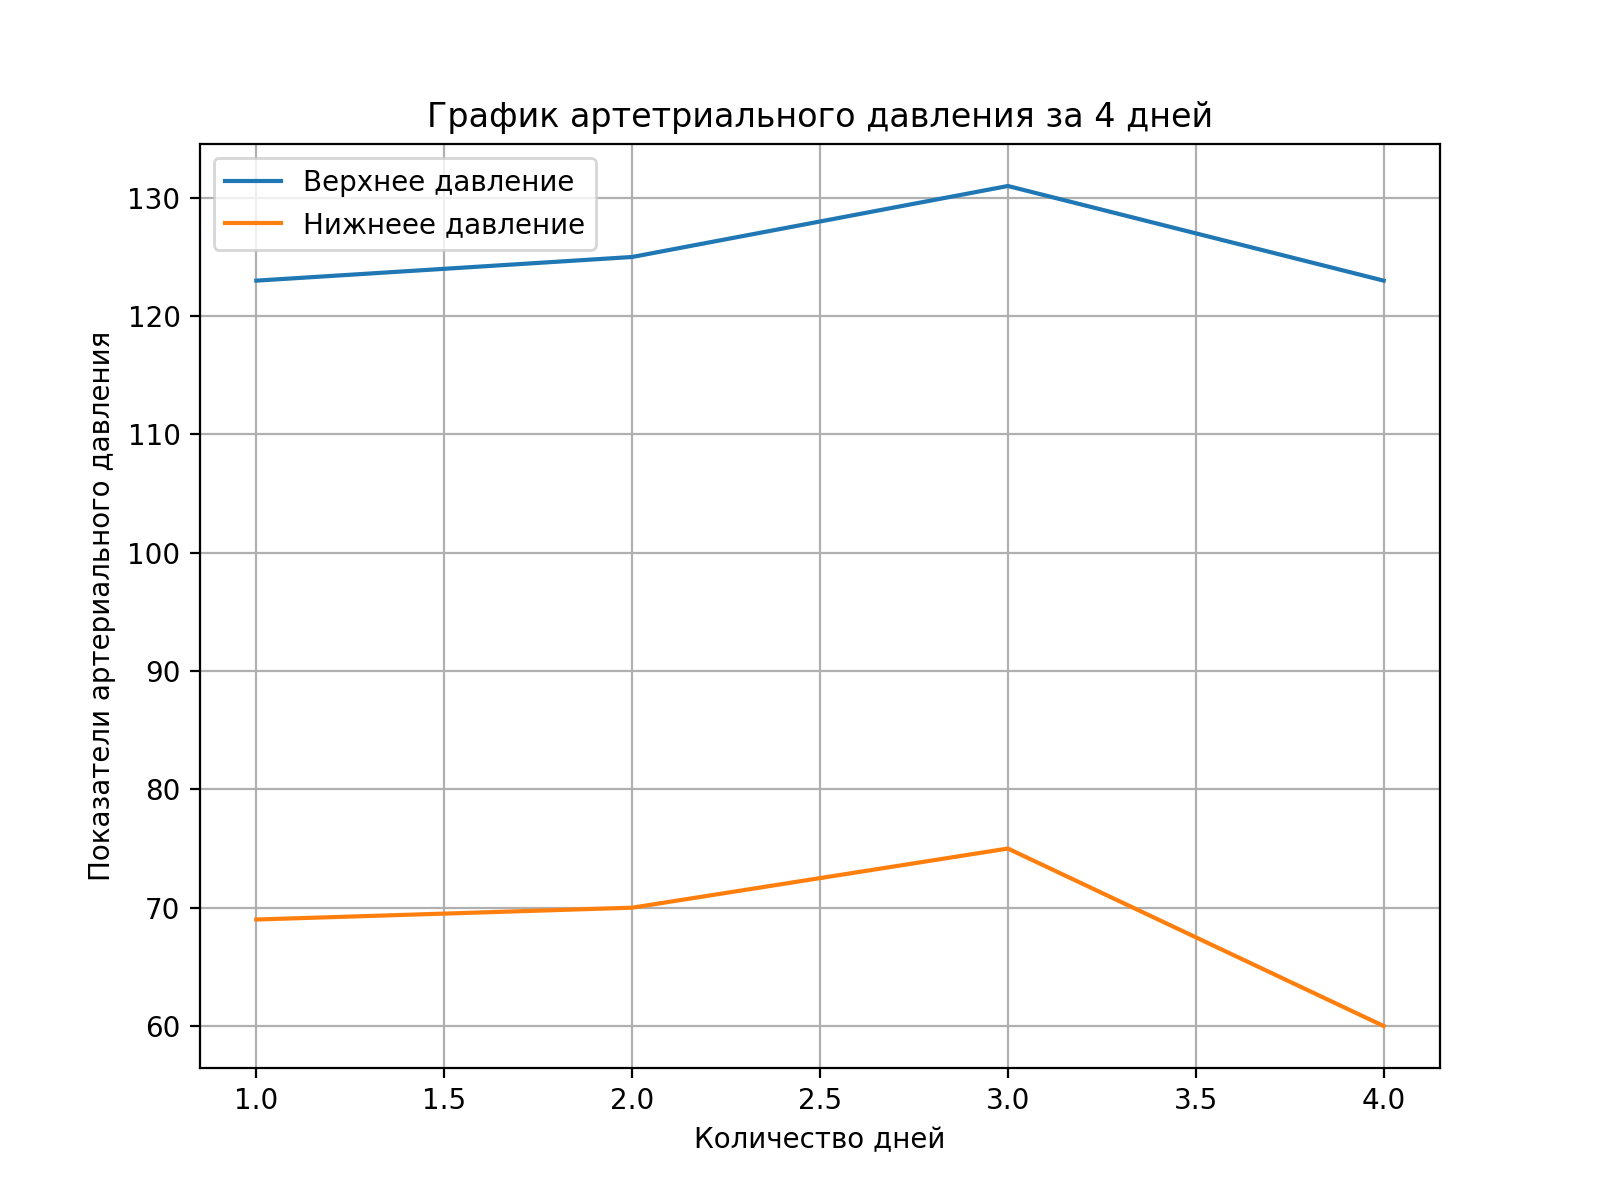 График артетриального давления за 4 дней
Верхнее давление
Нижнеее давление
Показатели артериального давления
130
120
110
100
90
80
70
60
1.0 1.5 2.0 2.5 3.0 3.5 4.0
Количество дней